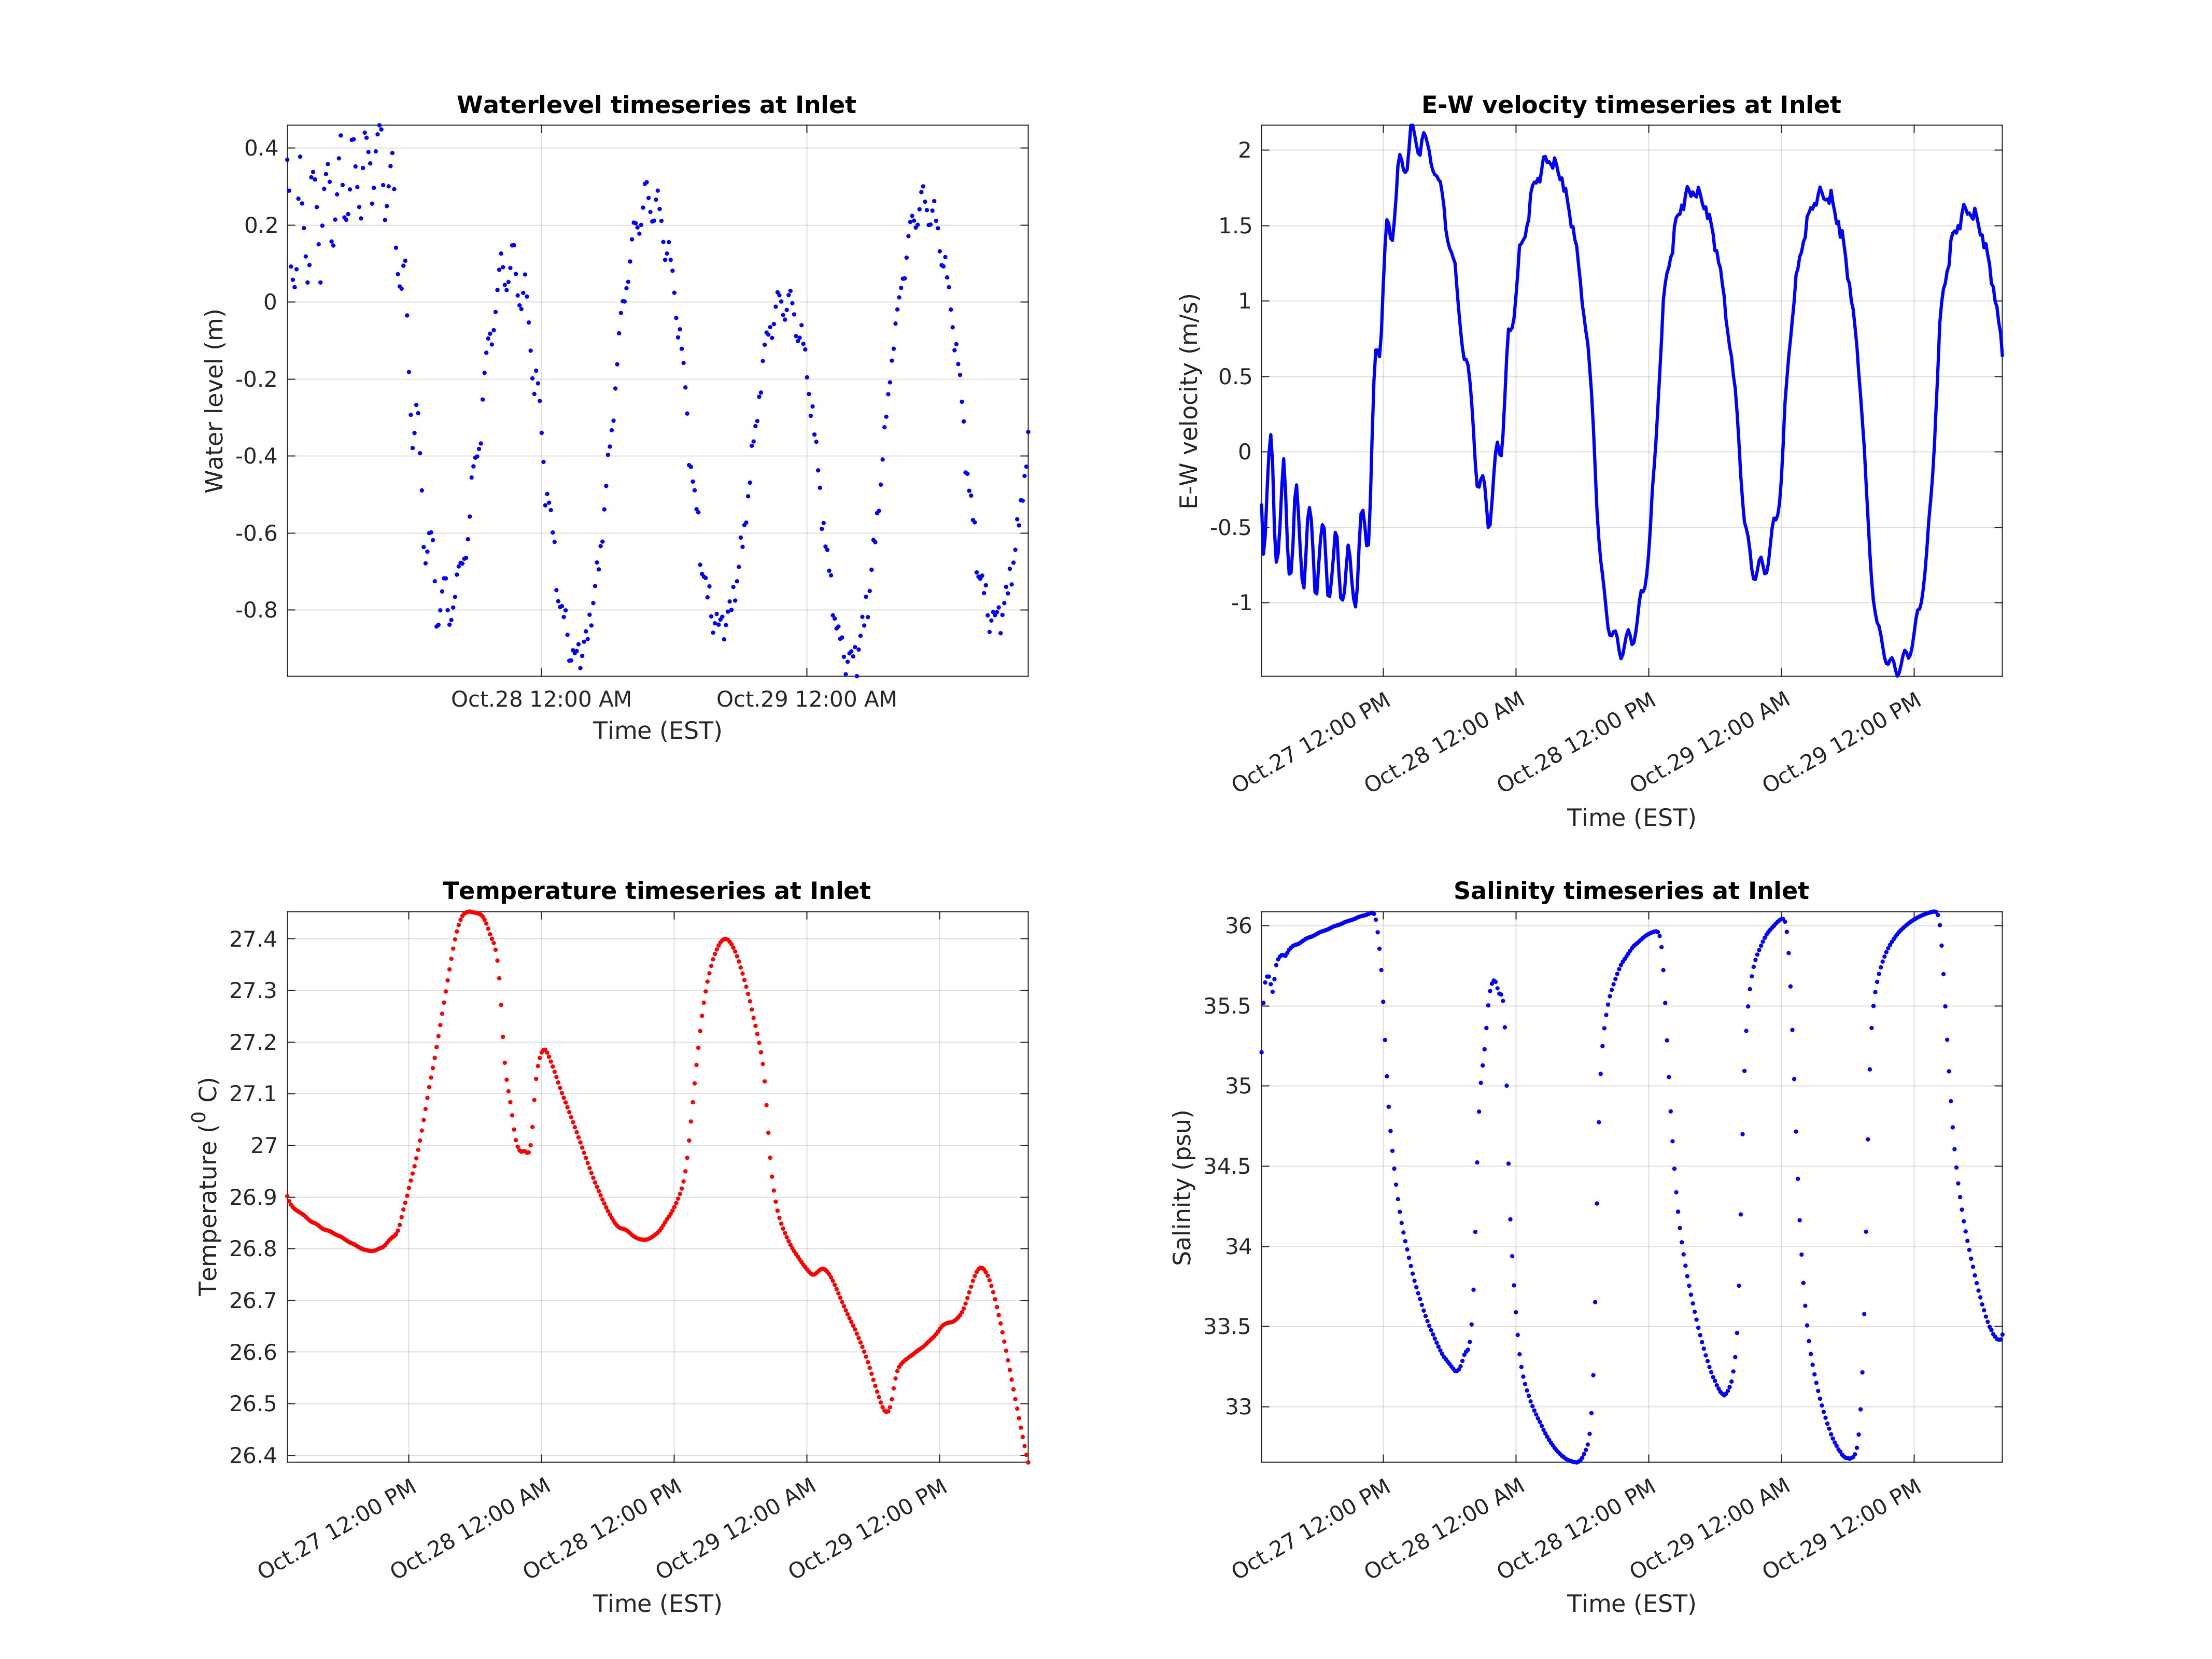 Waterlevel timeseries at Inlet
0.4
0.2
0
-0.2
-0.4
-0.6
-0.8
Water level (m)
Oct.28 12:00 AM
Oct.29 12:00 AM
Time (EST)
E-W velocity timeseries at Inlet
2
1.5
1
0.5
0
-0.5
-1
E-W velocity (m/s)
Oct.27 12:00 PM
Oct.28 12:00 AM
Oct.28 12:00 PM
Oct.29 12:00 AM
Oct.29 12:00 PM
Time (EST)
Temperature timeseries at Inlet
27.4
27.3
27.2
27.1
27
26.9
26.8
26.7
26.6
26.5
26.4
Temperature (⁰ C)
Oct.27 12:00 PM
Oct.28 12:00 AM
Oct.28 12:00 PM
Oct.29 12:00 AM
Oct.29 12:00 PM
Time (EST)
Salinity timeseries at Inlet
36
35.5
35
34.5
34
33.5
33
Salinity (psu)
Oct.27 12:00 PM
Oct.28 12:00 AM
Oct.28 12:00 PM
Oct.29 12:00 AM
Oct.29 12:00 PM
Time (EST)